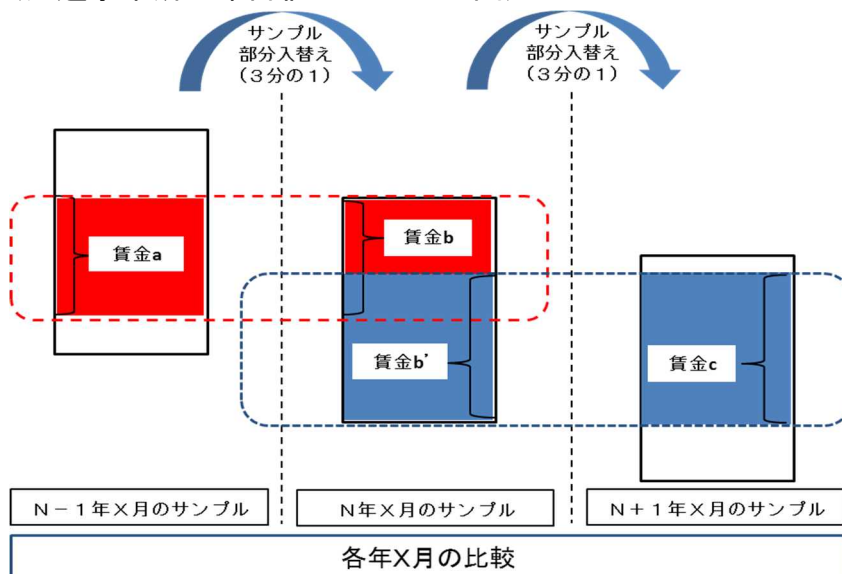 サンプル
部分入替え
（３分の１）
サンプル
部分入替え
（３分の１）
賃金a
賃金b
賃金b’
賃金c
Ｎ－１年Ｘ月のサンプル
Ｎ年Ｘ月のサンプル
Ｎ＋１年Ｘ月のサンプル
各年X月の比較